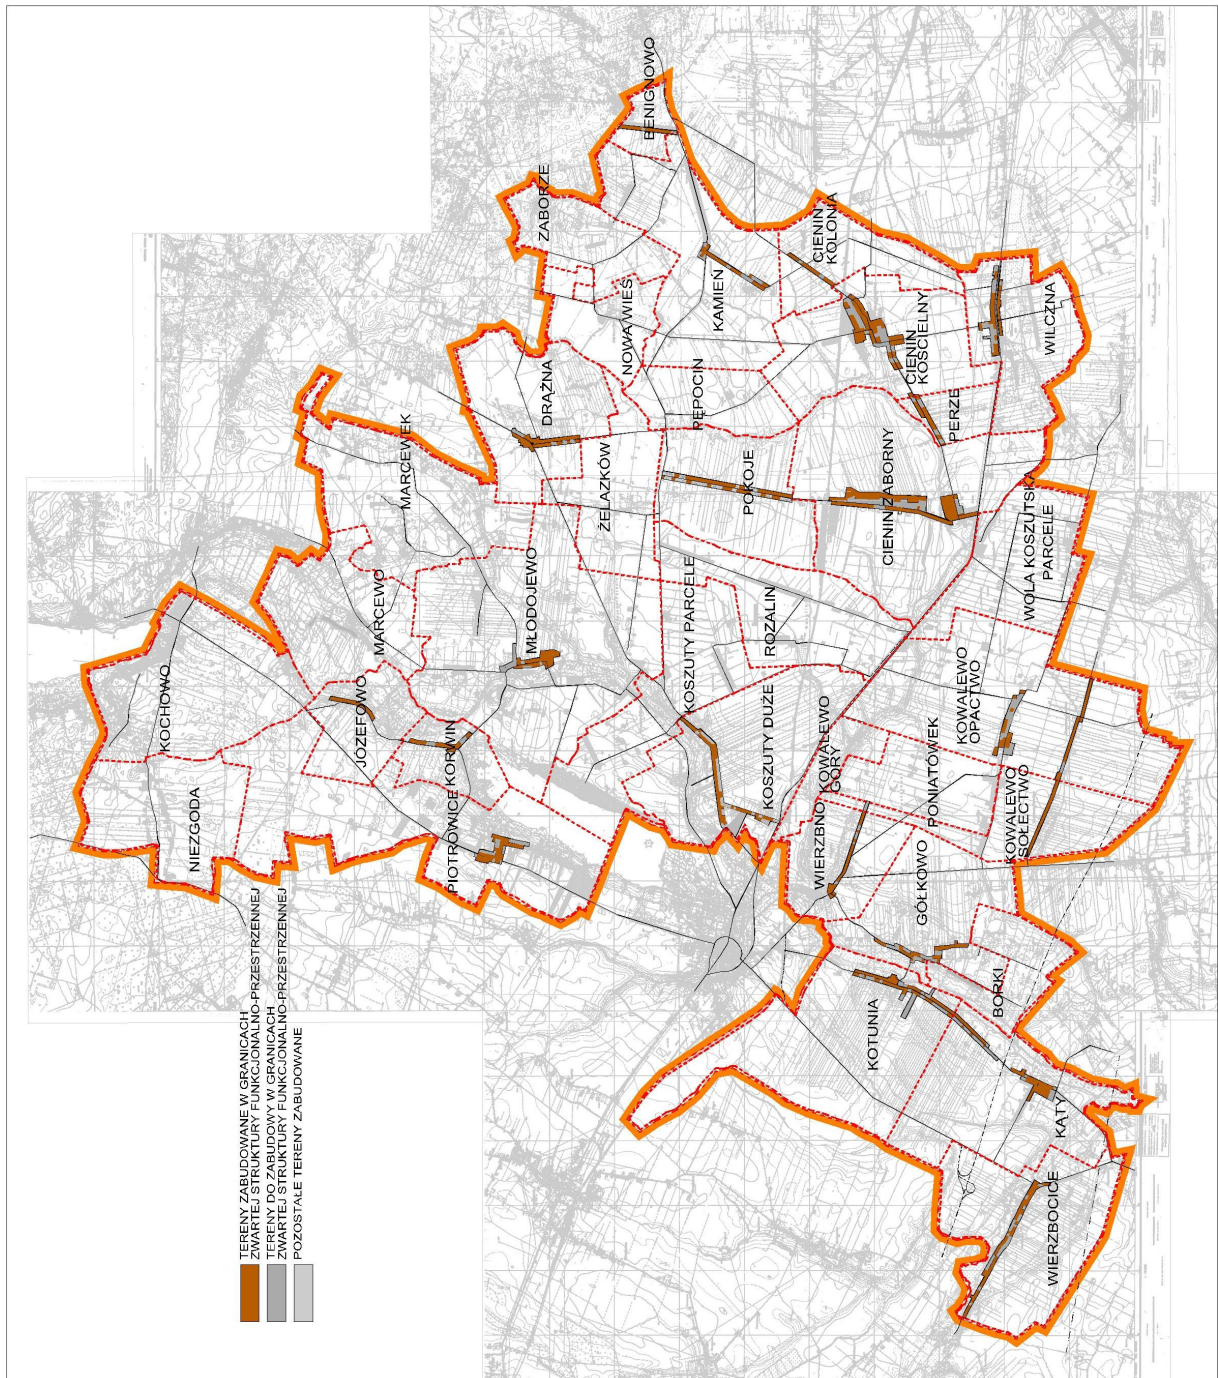 TERENY ZABUDOWANE W GRANICACH
ZWARTEJ STRUKTURY FUNKCJONALNO-PRZESTRZENNEJ
TERENY DO ZABUDOWY W GRANICACH
ZWARTEJ STRUKTURY FUNKCJONALNO-PRZESTRZENNEJ
POZOSTAŁE TERENY ZABUDOWANE
KOCHOWO
NIEZGODA
JÓZEFOWO
PIOTROWICE
KORWIN
MARCEWO
MARCEWEK
MŁODOJEWO
DRĄŻNA
ŻELAZKÓW
ZABORZE
BENIGNOWO
NOWA WIEŚ
KAMIEŃ
PĘPOCIN
POKOJE
KOSZUTY PARCELE
ROZALIN
KOSZUTY DUŻE
KOWALEWO
GÓRY
WIERZBNO
CIENIN
KOLONIA
CIENIN
KOŚCIELNY
CIENIN ZABORNY
PERZE
WILCZNA
WOLA KOSZUTSKA
PARCELE
KOWALEWO
OPACTWO
PONIATÓWEK
KOWALEWO
SOŁECTWO
GÓŁKOWO
BORKI
KOTUNIA
KĄTY
WIERZBOCICE